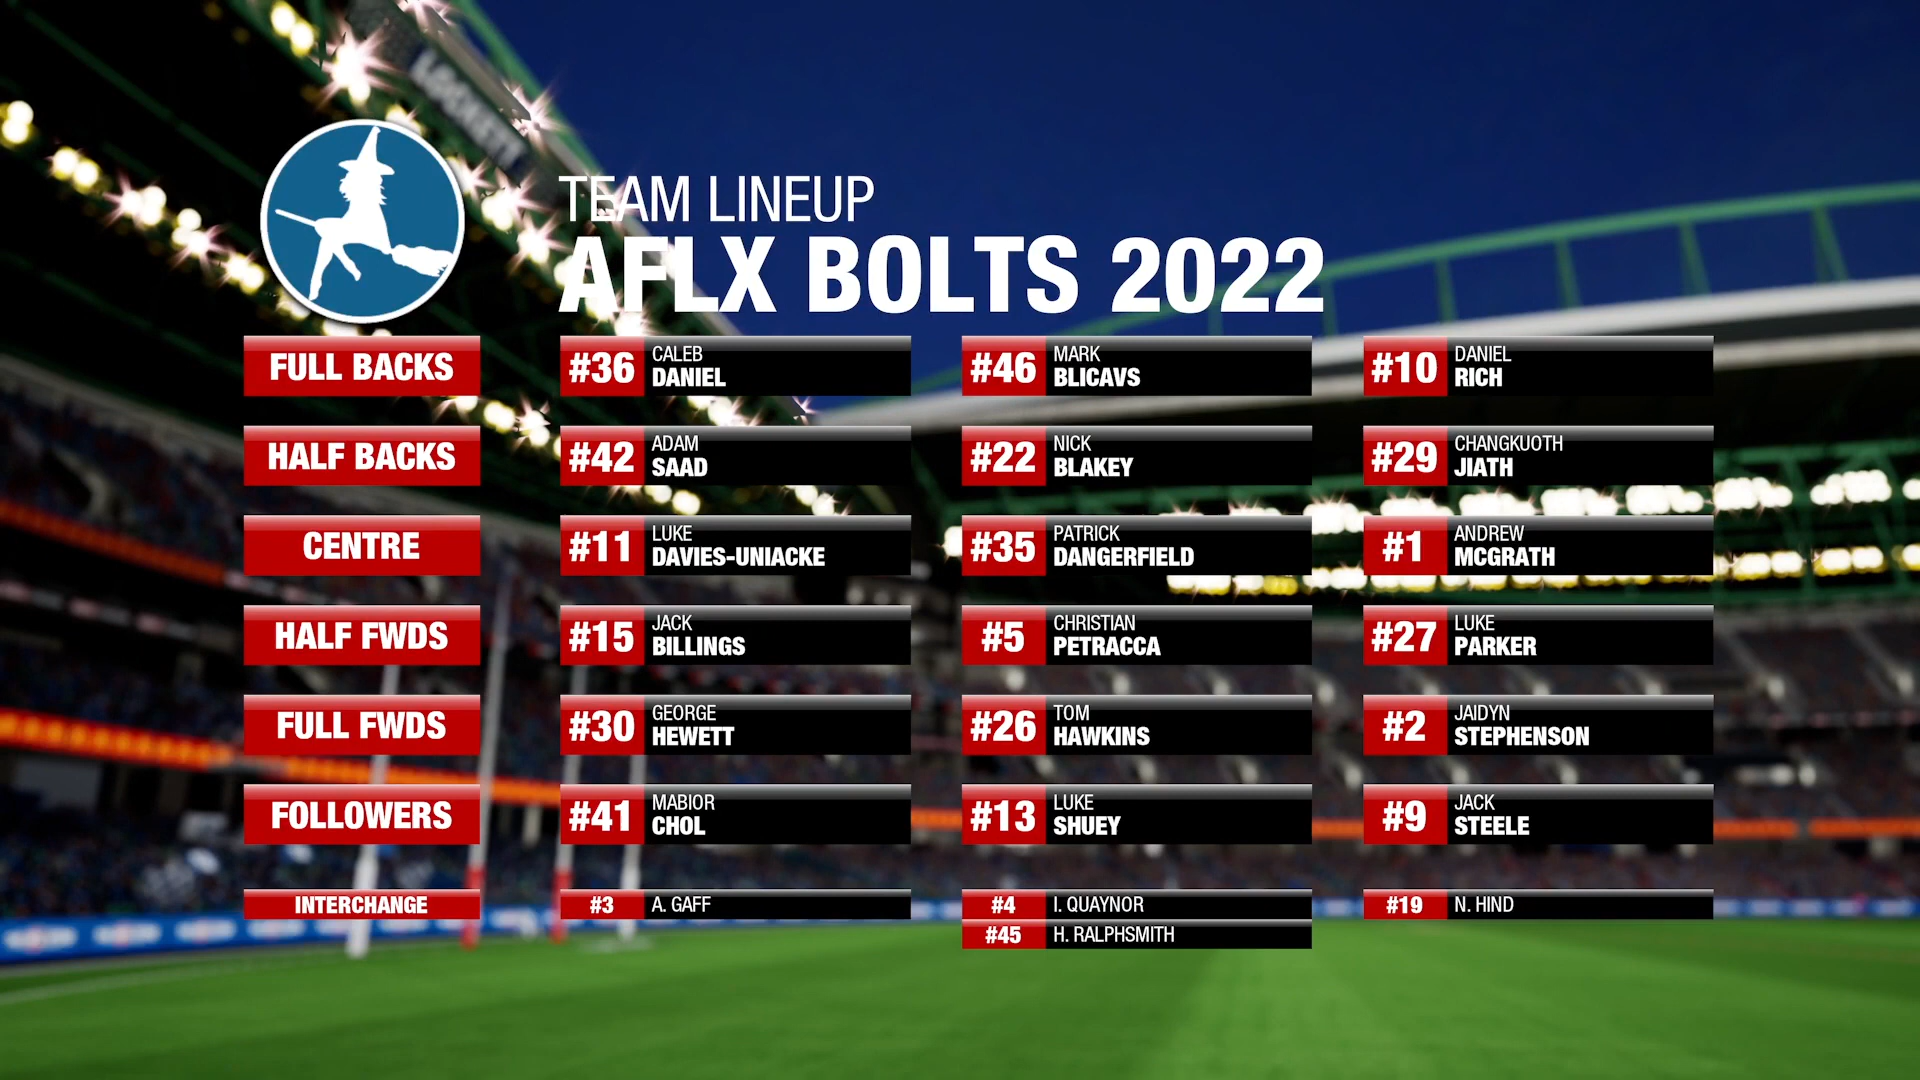 LOCKETT
TEAM LINEUP
AFLX BOLTS 2022
FULL BACKS
#36 CALEB DANIEL
#46 MARK BLICAVS
#10 DANIEL RICH
HALF BACKS
#42 ADAM SAAD
#22 NICK BLAKEY
#29 CHANGKUOTH JIATH
CENTRE
#11 LUKE DAVIES-UNIACKE
#35 PATRICK DANGERFIELD
#1 ANDREW MCGRATH
HALF FWDS
#15 JACK BILLINGS
#5 CHRISTIAN PETRACCA
#27 LUKE PARKER
FULL FWDS
#30 GEORGE HEWETT
#26 TOM HAWKINS
#2 JAIDYN STEPHENSON
FOLLOWERS
#41 MABIOR CHOL
#13 LUKE SHUEY
#9 JACK STEELE
INTERCHANGE
#3 A. GAFF
#4 I. QUAYNOR
#19 N. HIND
#45 H. RALPHSMITH